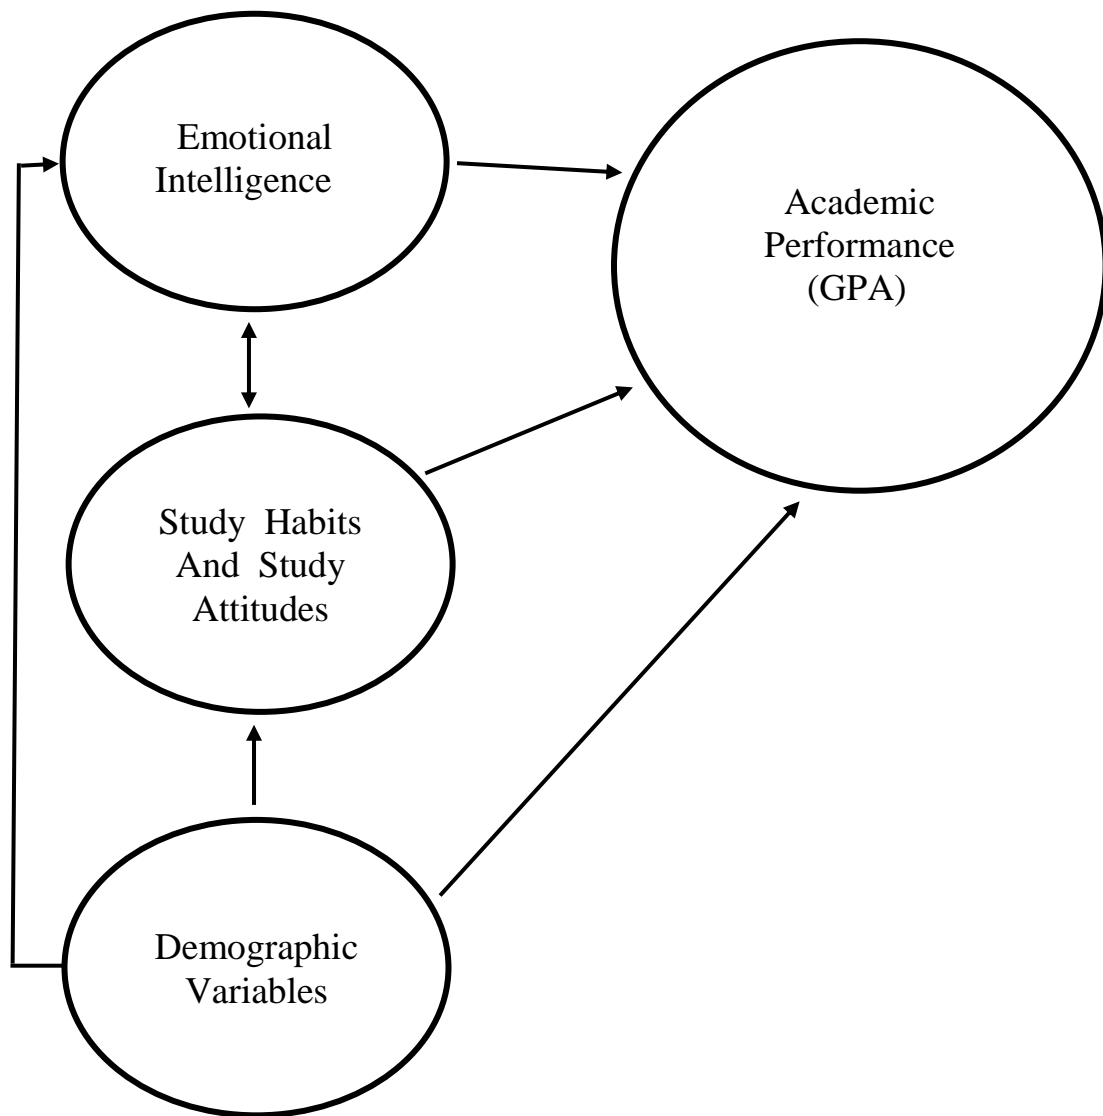 Emotional
Intelligence
Academic
Performance
(GPA)
Study Habits
And Study
Attitudes
Demographic
Variables